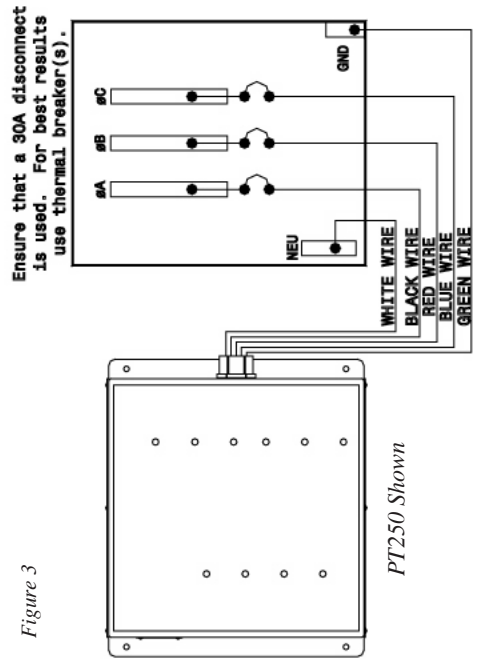 Figure 3
Ensure that a 30A disconnect
is used. For best results
use thermal breaker(s).
øA
øB
øC
NEU
GND
WHITE WIRE
BLACK WIRE
RED WIRE
BLUE WIRE
GREEN WIRE
PT250 Shown